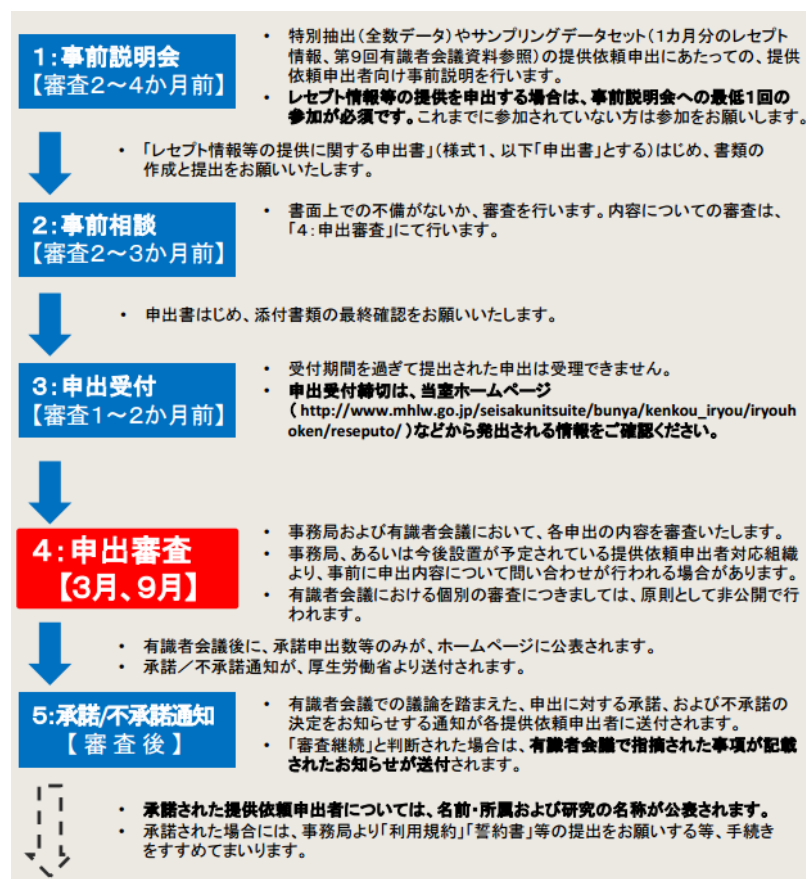 1:事前説明会
【審査2~4か月前】
• 特別抽出(全数データ)やサンプリングデータセット(1カ月分のレセプト
情報、第9回有識者会議資料参照)の提供依頼申出にあたっての、提供
依頼申出者向け事前説明を行います。
• レセプト情報等の提供を申出する場合は、事前説明会への最低1回の
参加が必須です。これまでに参加されていない方は参加をお願いします。
• 「レセプト情報等の提供に関する申出書」(様式1、以下「申出書」とする)はじめ、書類の
作成と提出をお願いいたします。
2:事前相談
【審査2~3か月前】
• 書面上での不備がないか、審査を行います。内容についての審査は、
「4:申出審査」にて行います。
• 申出書はじめ、添付書類の最終確認をお願いいたします。
3:申出受付
【審査1~2か月前】
• 受付期間を過ぎて提出された申出は受理できません。
• 申出受付締切は、当室ホームページ
( http://www.mhlw.go.jp/seisakunitsuite/bunya/kenkou_iryou/iryouh
oken/reseputo/ )などから発出される情報をご確認ください。
4:申出審査
【3月、9月】
• 事務局および有識者会議において、各申出の内容を審査いたします。
• 事務局、あるいは今後設置が予定されている提供依頼申出者対応組織
より、事前に申出内容について問い合わせが行われる場合があります。
• 有識者会議における個別の審査につきましては、原則として非公開で行
われます。
• 有識者会議後に、承諾申出数等のみが、ホームページに公表されます。
• 承諾/不承諾通知が、厚生労働省より送付されます。
5:承諾/不承諾通知
【 審 査 後 】
• 有識者会議での議論を踏まえた、申出に対する承諾、および不承諾の
決定をお知らせする通知が各提供依頼申出者に送付されます。
• 「審査継続」と判断された場合は、有識者会議で指摘された事項が記載
されたお知らせが送付されます。
• 承諾された提供依頼申出者については、名前・所属および研究の名称が公表されます。
• 承諾された場合には、事務局より「利用規約」「誓約書」等の提出をお願いする等、手続き
をすすめてまいります。